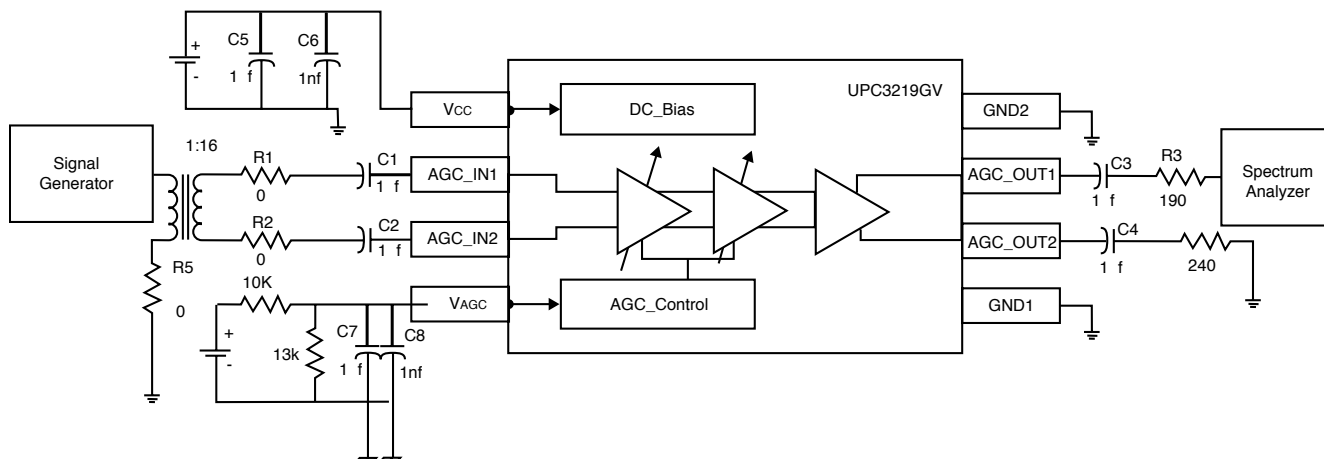 +
-
C5
1 f
C6
1nf
UPC3219GV
VCC
DC_Bias
GND2
Signal
Generator
1:16
R1
0
C1
1 f
AGC_IN1
AGC_OUT1
C3
1 f
R3
190
Spectrum
Analyzer
R2
0
C2
1 f
AGC_IN2
AGC_OUT2
C4
1 f
240
R5
0
10K
+
-
13k
C7
1 f
C8
1nf
VAGC
AGC_Control
GND1